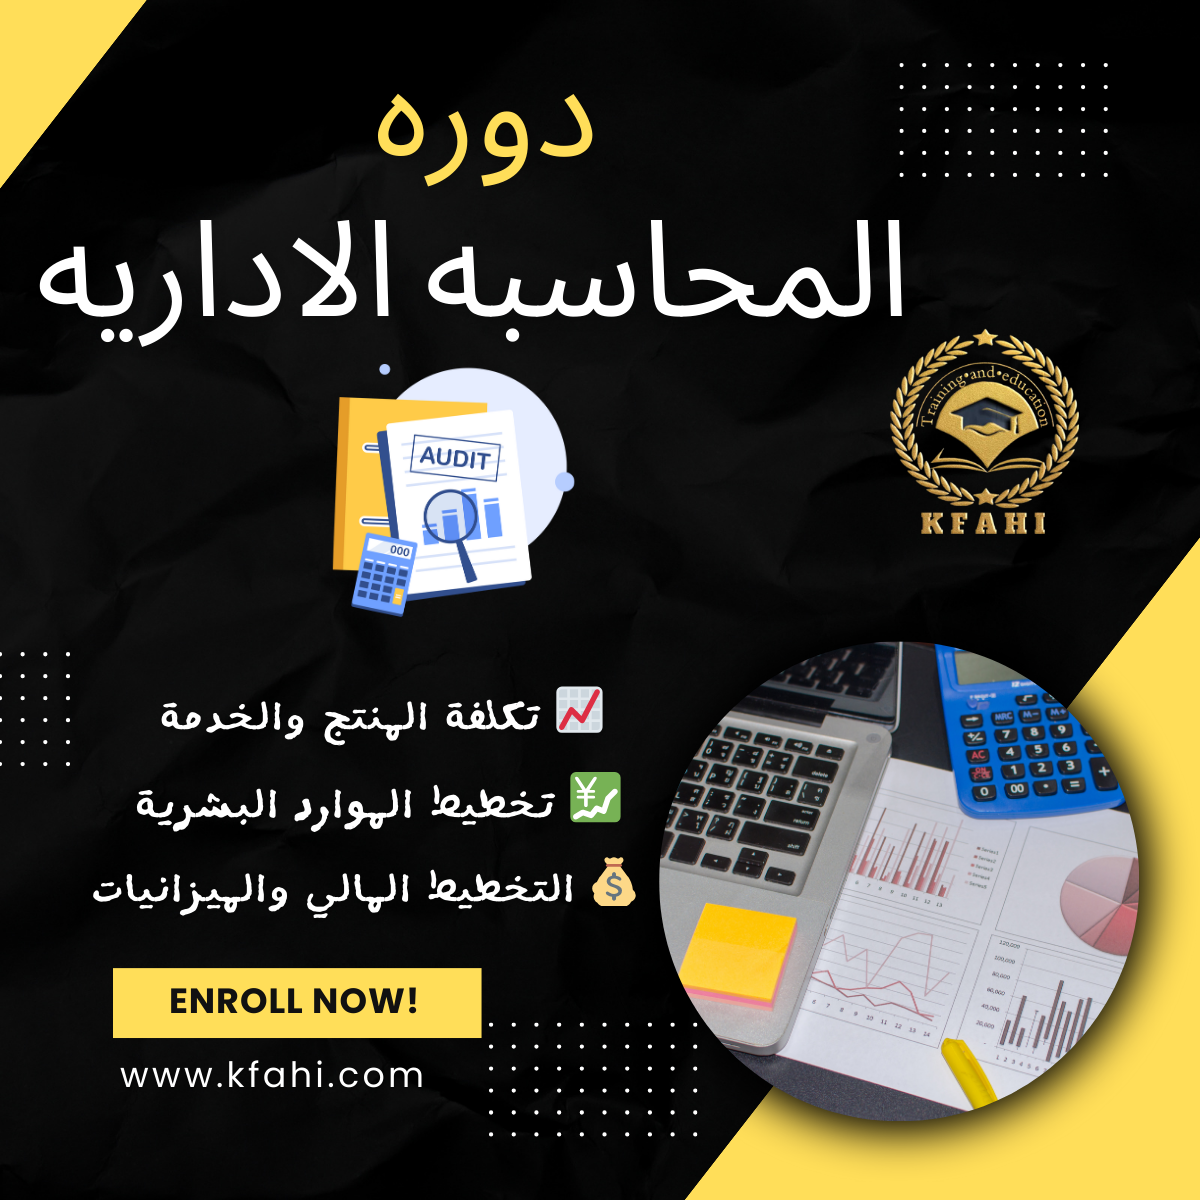 دوره
المحاسبه الاداريه
Training and education
KFAHI
AUDIT
000
تكلفة المنتج والخدمة
تخطيط الموارد البشرية
التخطيط المالي والميزانيات
ENROLL NOW!
www.kfahi.com